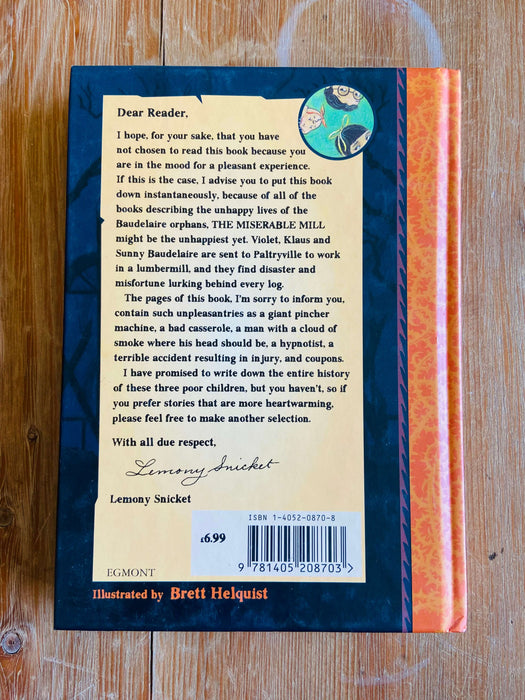 Dear Reader,
I hope, for your sake, that you have
not chosen to read this book because you
are in the mood for a pleasant experience.
If this is the case, I advise you to put this book
down instantaneously, because of all of the
books describing the unhappy lives of the
Baudelaire orphans, THE MISERABLE MILL
might be the unhappiest yet. Violet, Klaus and
Sunny Baudelaire are sent to Paltryville to work
in a lumbermill, and they find disaster and
misfortune lurking behind every log.
The pages of this book, I'm sorry to inform you,
contain such unpleasantries as a giant pincher
machine, a bad casserole, a man with a cloud of
smoke where his head should be, a hypnotist, a
terrible accident resulting in injury, and coupons.
I have promised to write down the entire history
of these three poor children, but you haven't, so if
you prefer stories that are more heartwarming,
please feel free to make another selection.
With all due respect,
Lemony Snicket
Lemony Snicket
ISBN 1-4052-0870-8
£6.99
9 781405 208703 >
EGMONT
Illustrated by Brett Helquist